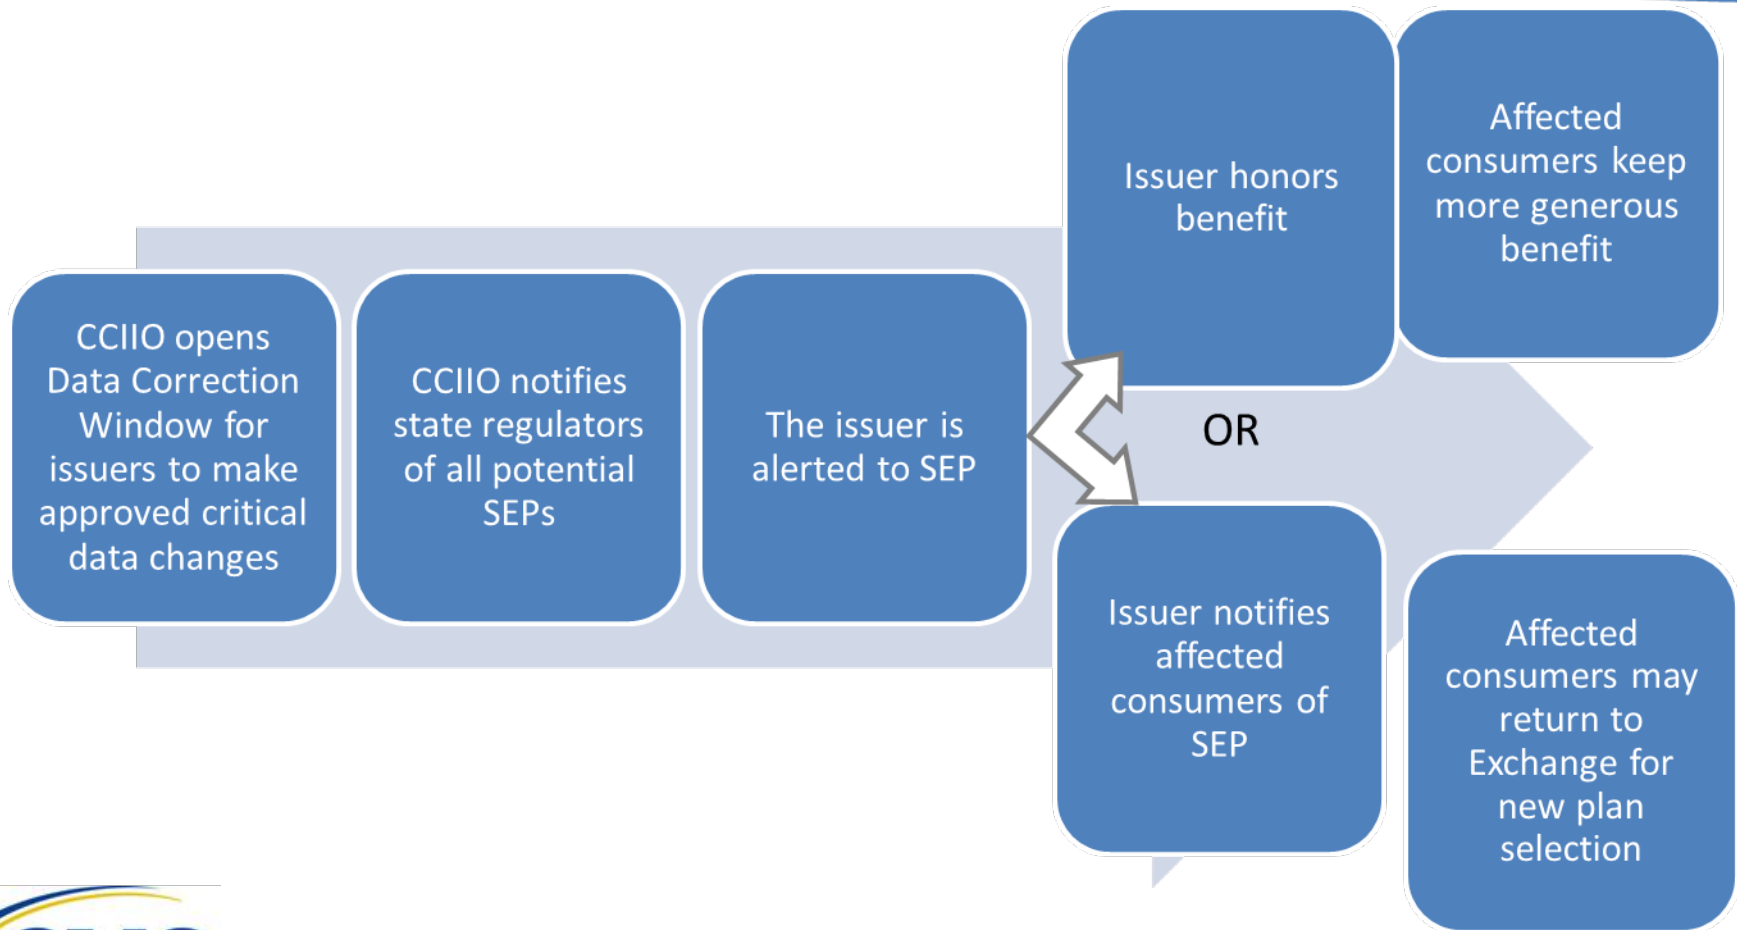 CCIIO opens
Data Correction
Window for
issuers to make
approved critical
data changes
CCIIO notifies
state regulators
of all potential
SEPs
The issuer is
alerted to SEP
Issuer honors
benefit
Affected
consumers keep
more generous
benefit
OR
Issuer notifies
affected
consumers of
SEP
Affected
consumers may
return to
Exchange for
new plan
selection